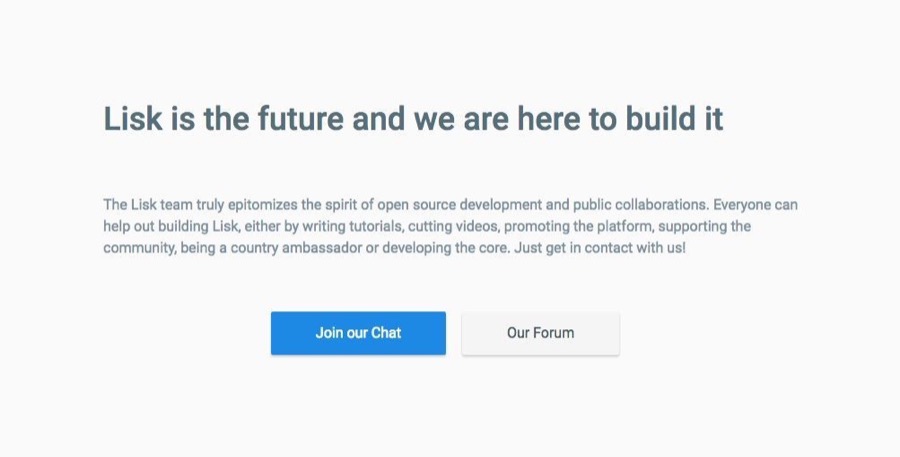 Lisk is the future and we are here to build it
The Lisk team truly epitomizes the spirit of open source development and public collaborations. Everyone can
help out building Lisk, either by writing tutorials, cutting videos, promoting the platform, supporting the
community, being a country ambassador or developing the core. Just get in contact with us!
Join our Chat
Our Forum